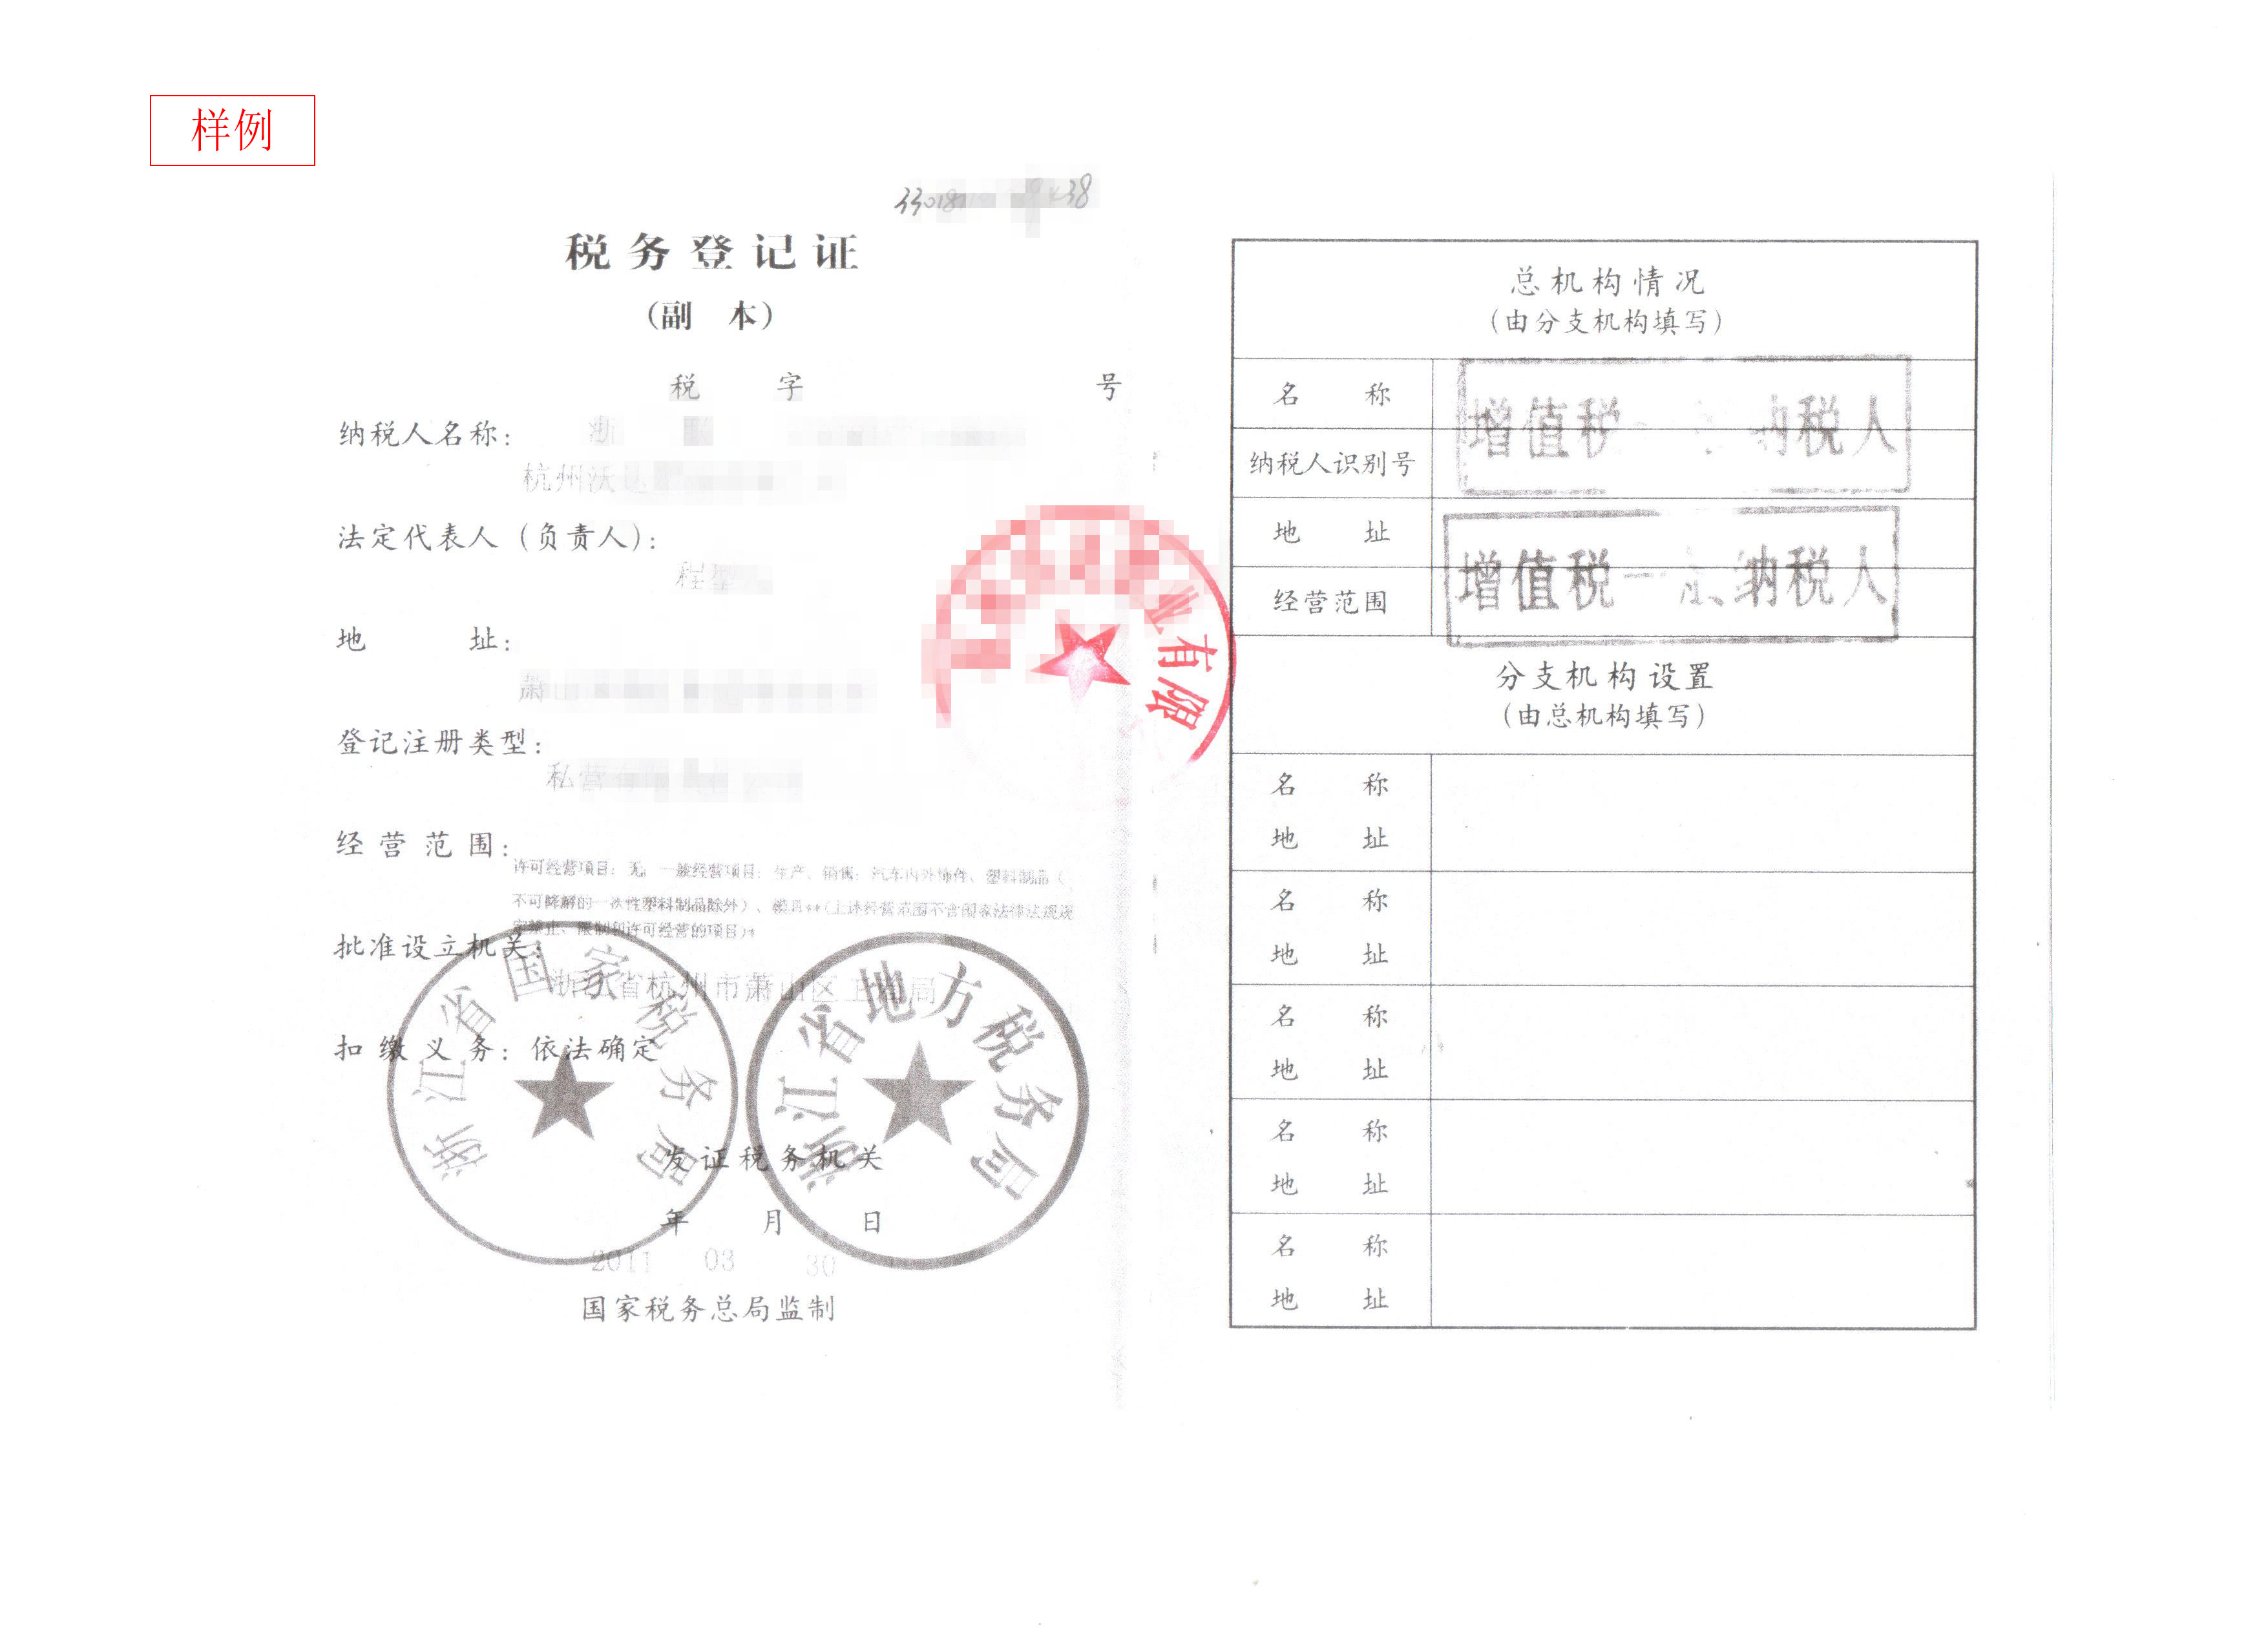 样例
税务登记证
(副 本)
税 字 号
纳税人名称：
杭州沃
法定代表人（负责人）：
程
地 址：
萧山
登记注册类型：
私营
经营范围：
许可经营项目：无；一般经营项目：生产、销售：汽车内外饰件、塑料制品（
不可降解的一次性塑料制品除外）、模具**(上述经营范围不含国家法律法规规
定禁止、限制和许可经营的项目)*
批准设立机关：
浙江省杭州市萧山区工商局
扣缴义务：依法确定
浙江省国家税务局
浙江省地方税务局
发证税务机关
年 月 日
2011 03 30
国家税务总局监制
业有限
总机构情况
（由分支机构填写）
名 称
纳税人识别号
地 址
经营范围
增值税一 纳税人
增值税一 纳税人
分支机构设置
（由总机构填写）
名 称
地 址
名 称
地 址
名 称
地 址
名 称
地 址
名 称
地 址